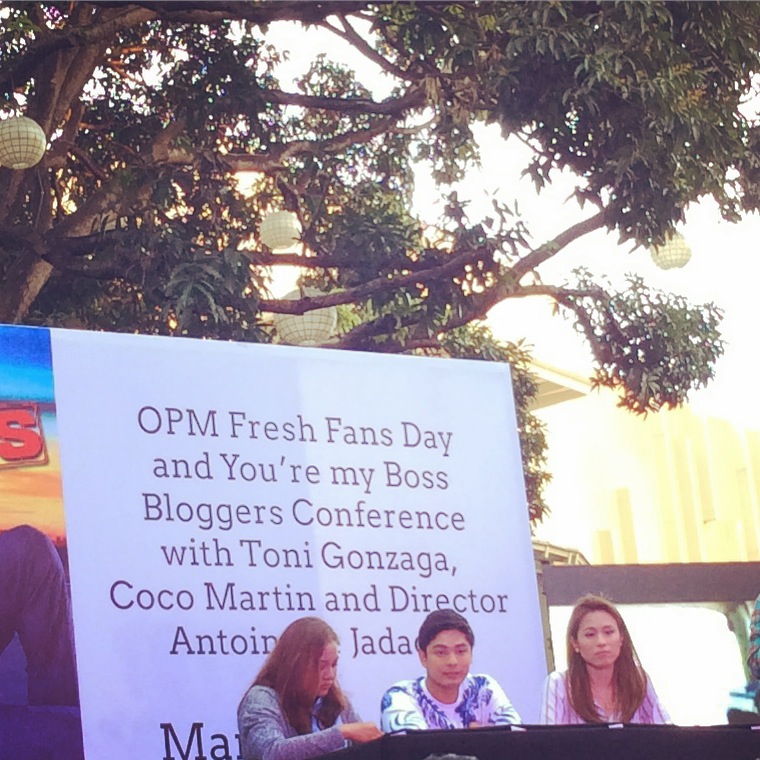 S
OPM Fresh Fans Day
and You're my Boss
Bloggers Conference
with Toni Gonzaga,
Coco Martin and Director